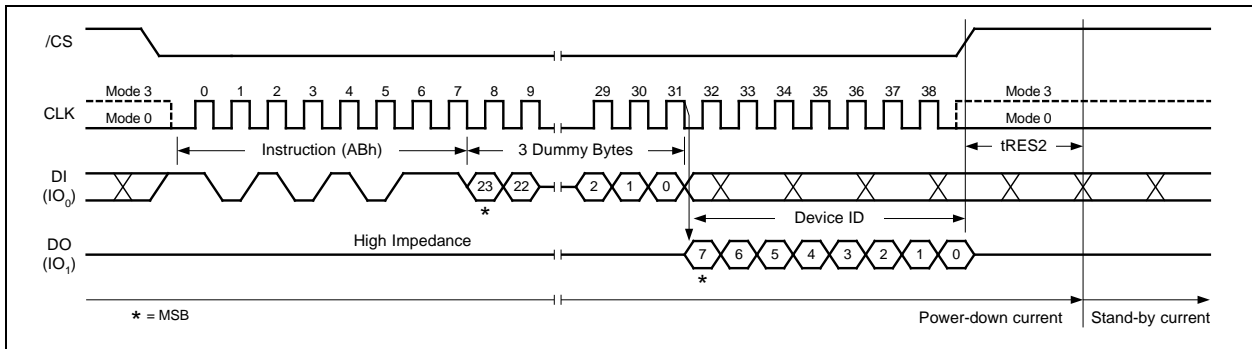 /CS
Mode 3 0 1 2 3 4 5 6 7 8 9 29 30 31 32 33 34 35 36 37 38 Mode 3
CLK
Mode 0 Mode 0
Instruction (ABh) 3 Dummy Bytes tRES2
DI
(IO0)
23 22 2 1 0
*
Device ID
High Impedance
DO
(IO1)
7 6 5 4 3 2 1 0
*
* = MSB
Power-down current Stand-by current